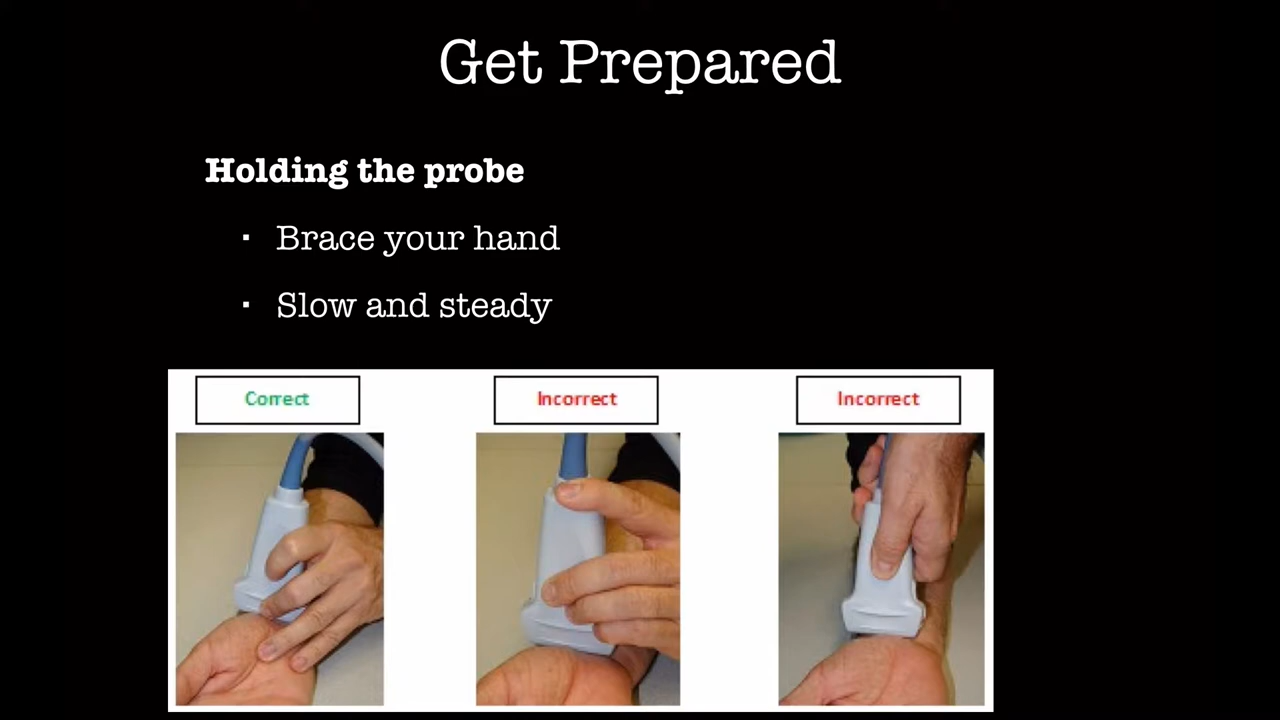 Get Prepared
Holding the probe
▪ Brace your hand
▪ Slow and steady
Correct
Incorrect
Incorrect